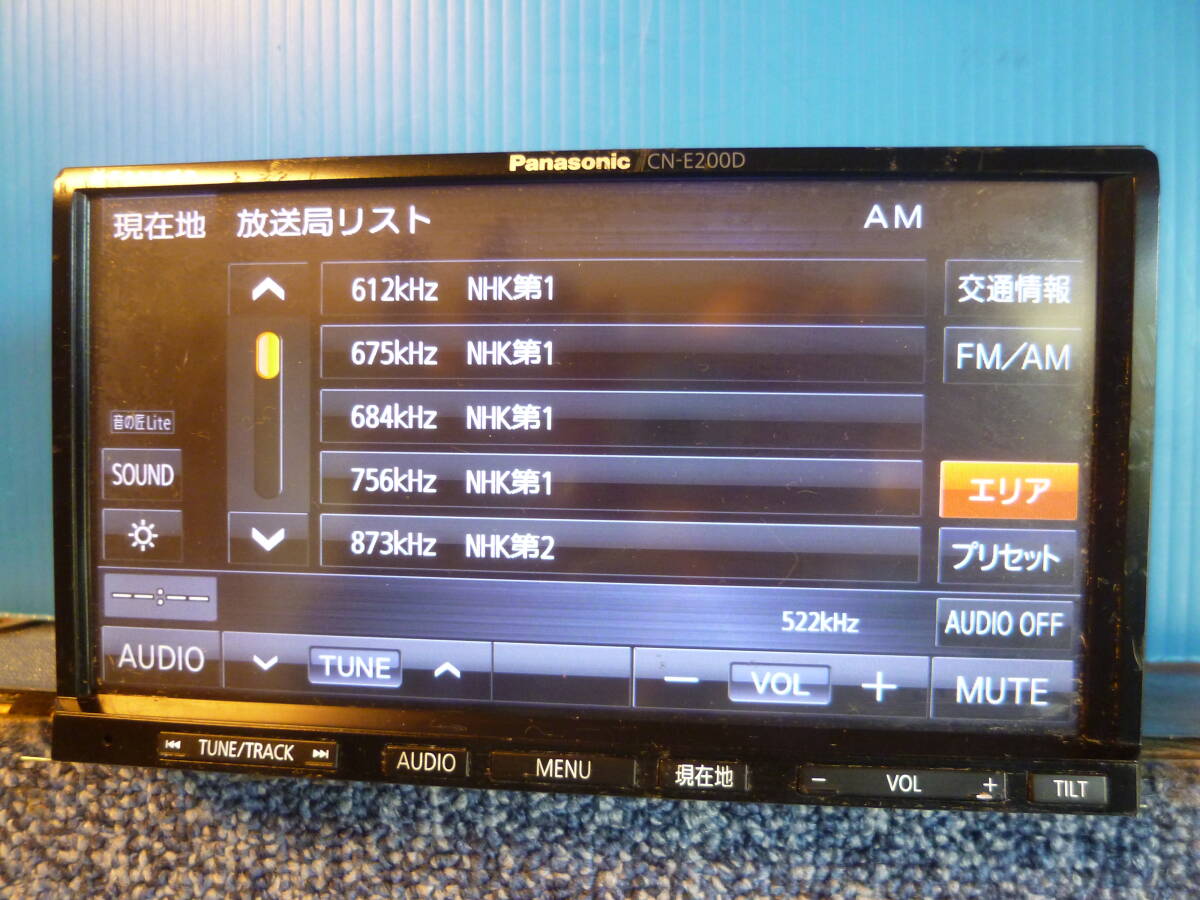 Panasonic CN-E200D
現在地 放送局リスト AM
612kHz NHK第1
交通情報
675kHz NHK第1
FM/AM
684kHz NHK第1
音の匠Lite
SOUND
756kHz NHK第1
エリア
873kHz NHK第2
プリセット
--:--
522kHz
AUDIO OFF
AUDIO TUNE − VOL + MUTE
TUNE/TRACK AUDIO MENU 現在地 − VOL + TILT